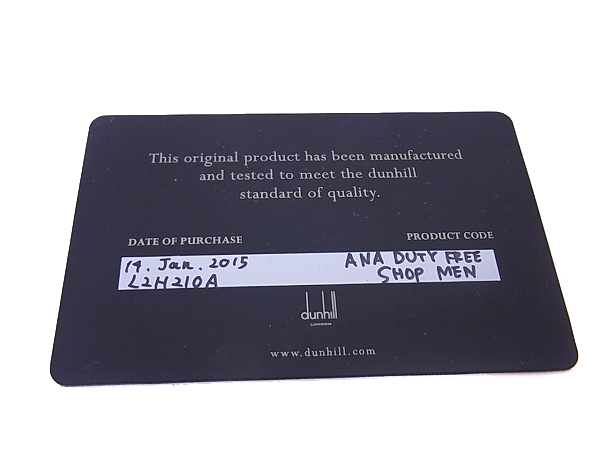 This original product has been manufactured
and tested to meet the dunhill
standard of quality.
DATE OF PURCHASE PRODUCT CODE
14. Jan. 2015 ANA DUTY FREE
L2H210A SHOP MEN
dunhill
LONDON
www.dunhill.com